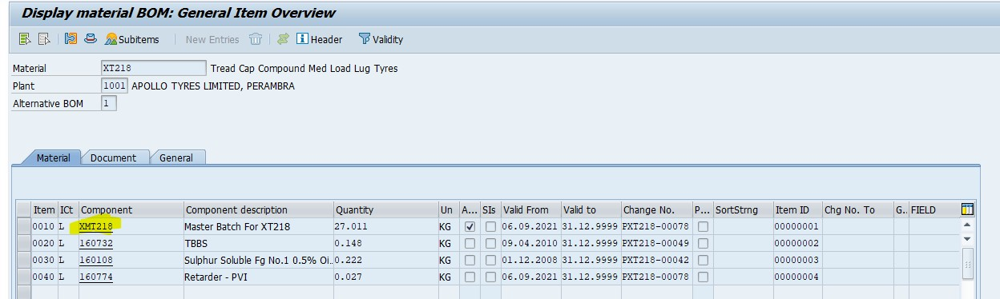 Display material BOM: General Item Overview
Subitems New Entries Header Validity
Material XT218 Tread Cap Compound Med Load Lug Tyres
Plant 1001 APOLLO TYRES LIMITED, PERAMBRA
Alternative BOM 1
Material Document General
Item ICt Component Component description Quantity Un A... SIs Valid From Valid to Change No. P... SortStrng Item ID Chg No. To G.. FIELD
0010 L XMT218 Master Batch For XT218 27.011 KG 06.09.2021 31.12.9999 PXT218-00078 00000001
0020 L 160732 TBBS 0.148 KG 09.04.2010 31.12.9999 PXT218-00049 00000002
0030 L 160108 Sulphur Soluble Fg No.1 0.5% Oi.. 0.222 KG 01.12.2008 31.12.9999 PXT218-00042 00000003
0040 L 160774 Retarder - PVI 0.027 KG 06.09.2021 31.12.9999 PXT218-00078 00000004